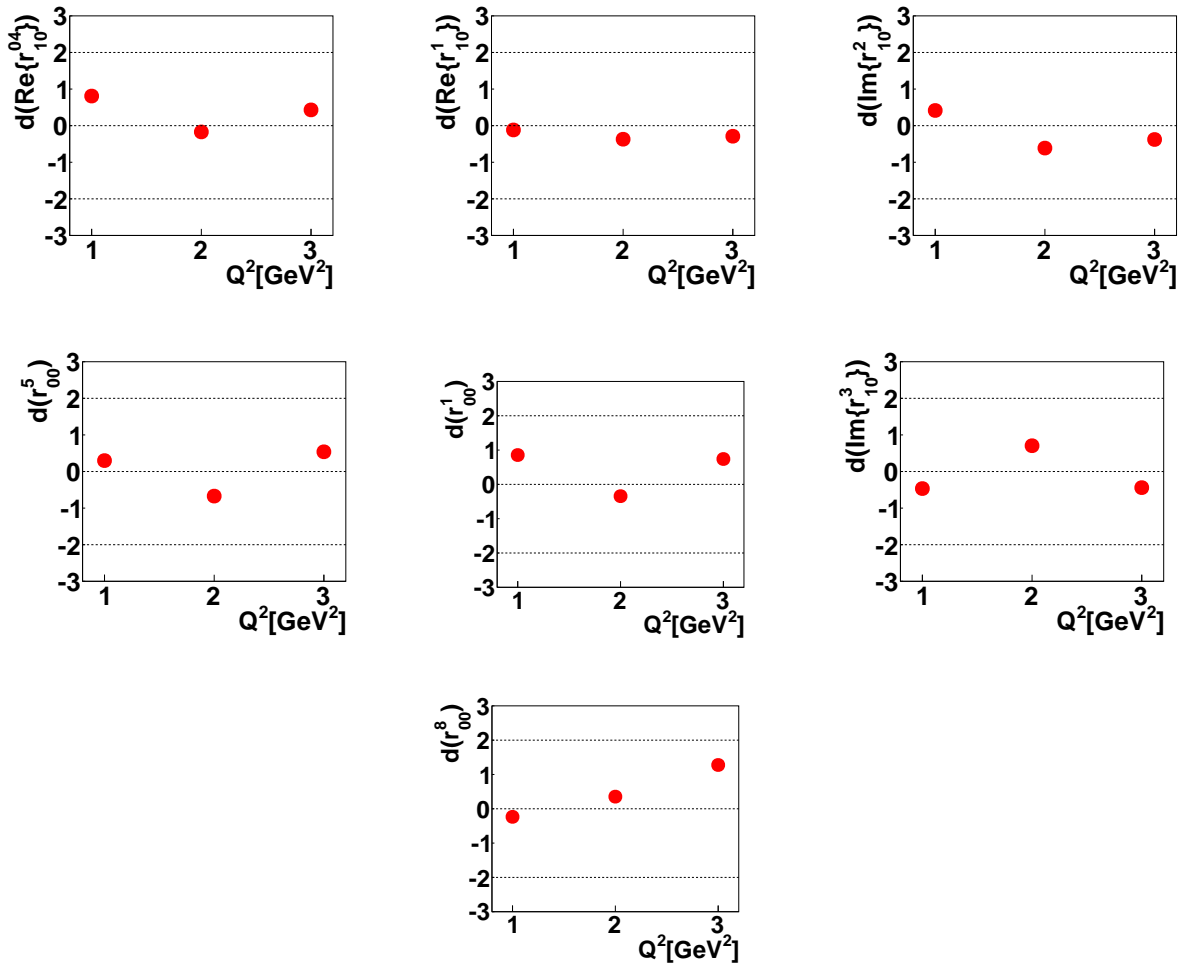 d(Re{r^{04}_{10}})
3
2
1
0
-1
-2
-3
1 2 3
Q^2[GeV^2]
d(Re{r^1_{10}})
3
2
1
0
-1
-2
-3
1 2 3
Q^2[GeV^2]
d(Im{r^2_{10}})
3
2
1
0
-1
-2
-3
1 2 3
Q^2[GeV^2]
d(r^5_{00})
3
2
1
0
-1
-2
-3
1 2 3
Q^2[GeV^2]
d(r^1_{00})
3
2
1
0
-1
-2
-3
1 2 3
Q^2[GeV^2]
d(Im{r^3_{10}})
3
2
1
0
-1
-2
-3
1 2 3
Q^2[GeV^2]
d(r^8_{00})
3
2
1
0
-1
-2
-3
1 2 3
Q^2[GeV^2]